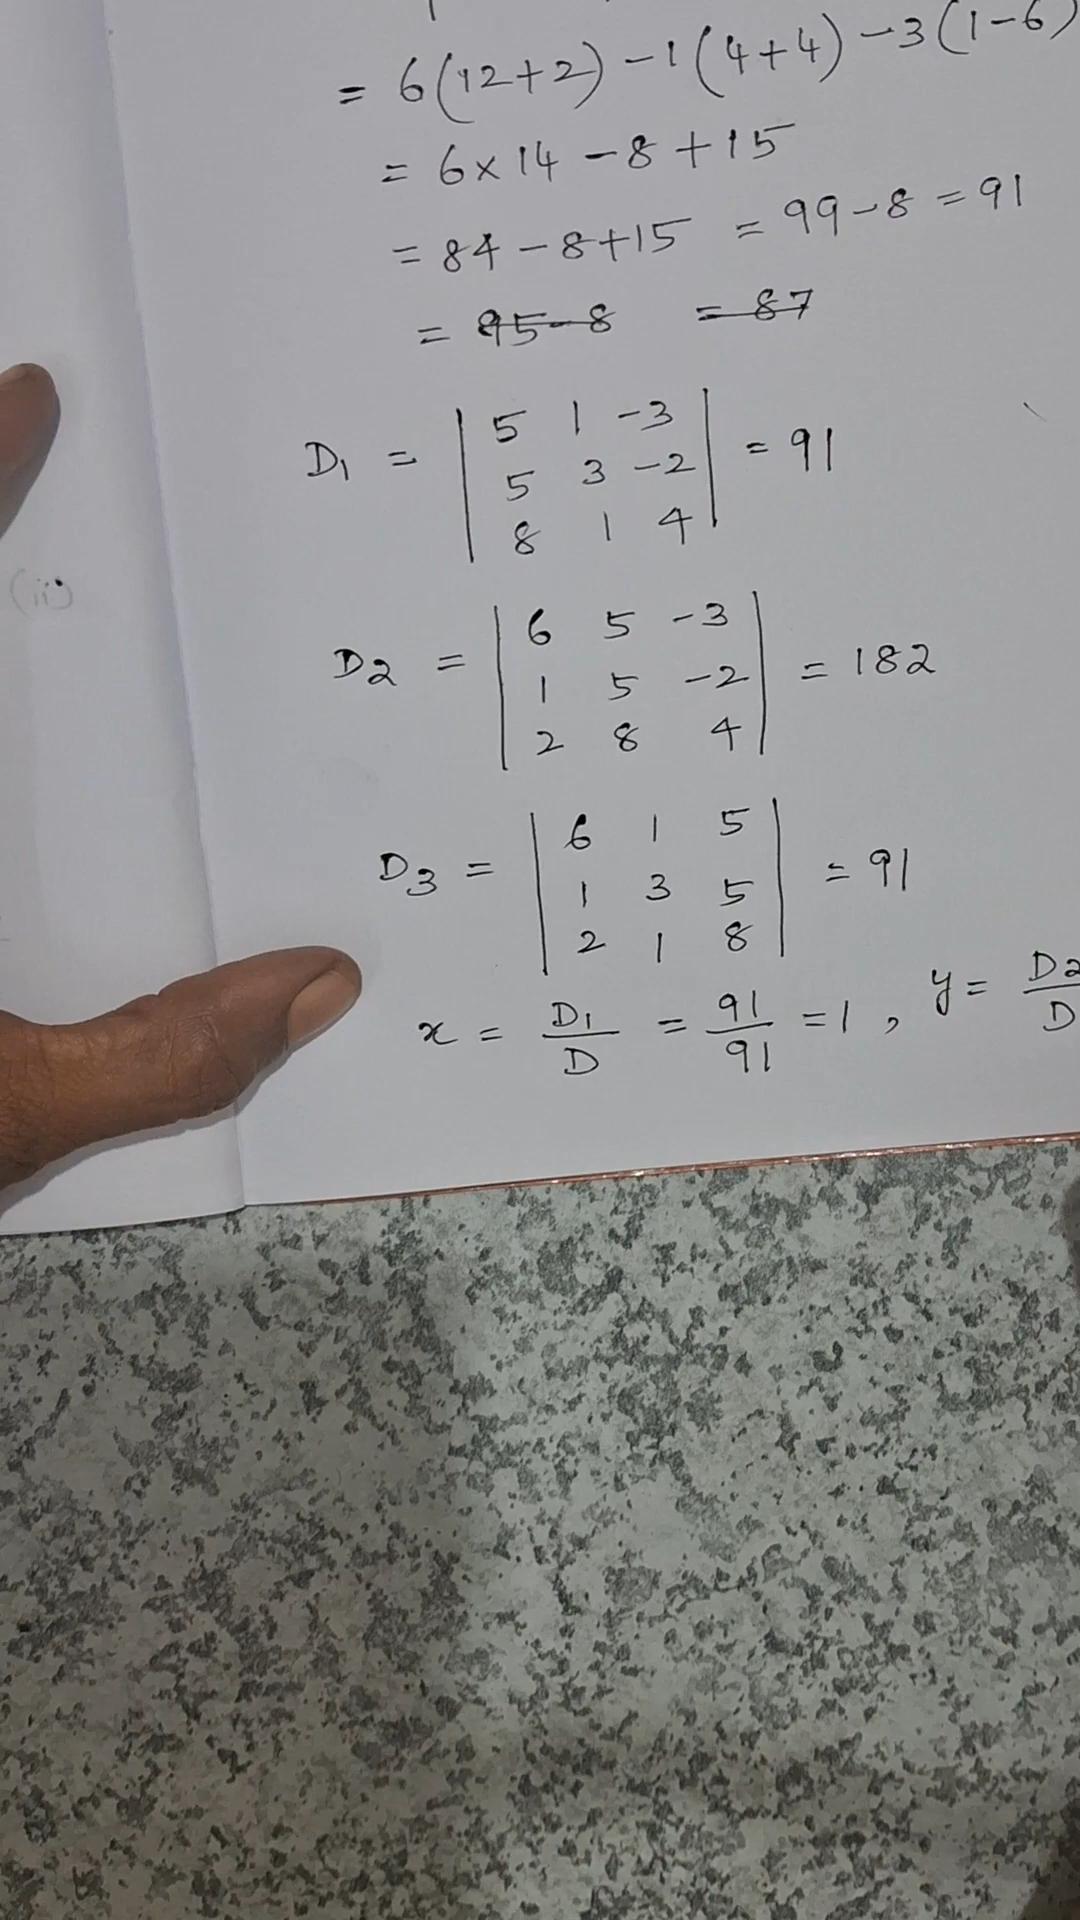 = 6(12+2) -1(4+4) -3(1-6)
= 6×14 -8 +15
= 84 -8+15 = 99-8 = 91
= 95-8 = 87
D1 = | 5 1 -3 | = 91
| 5 3 -2 |
| 8 1 4 |
(ii)
D2 = | 6 5 -3 | = 182
| 1 5 -2 |
| 2 8 4 |
D3 = | 6 1 5 | = 91
| 1 3 5 |
| 2 1 8 |
x = D1/D = 91/91 = 1 , y = D2/D